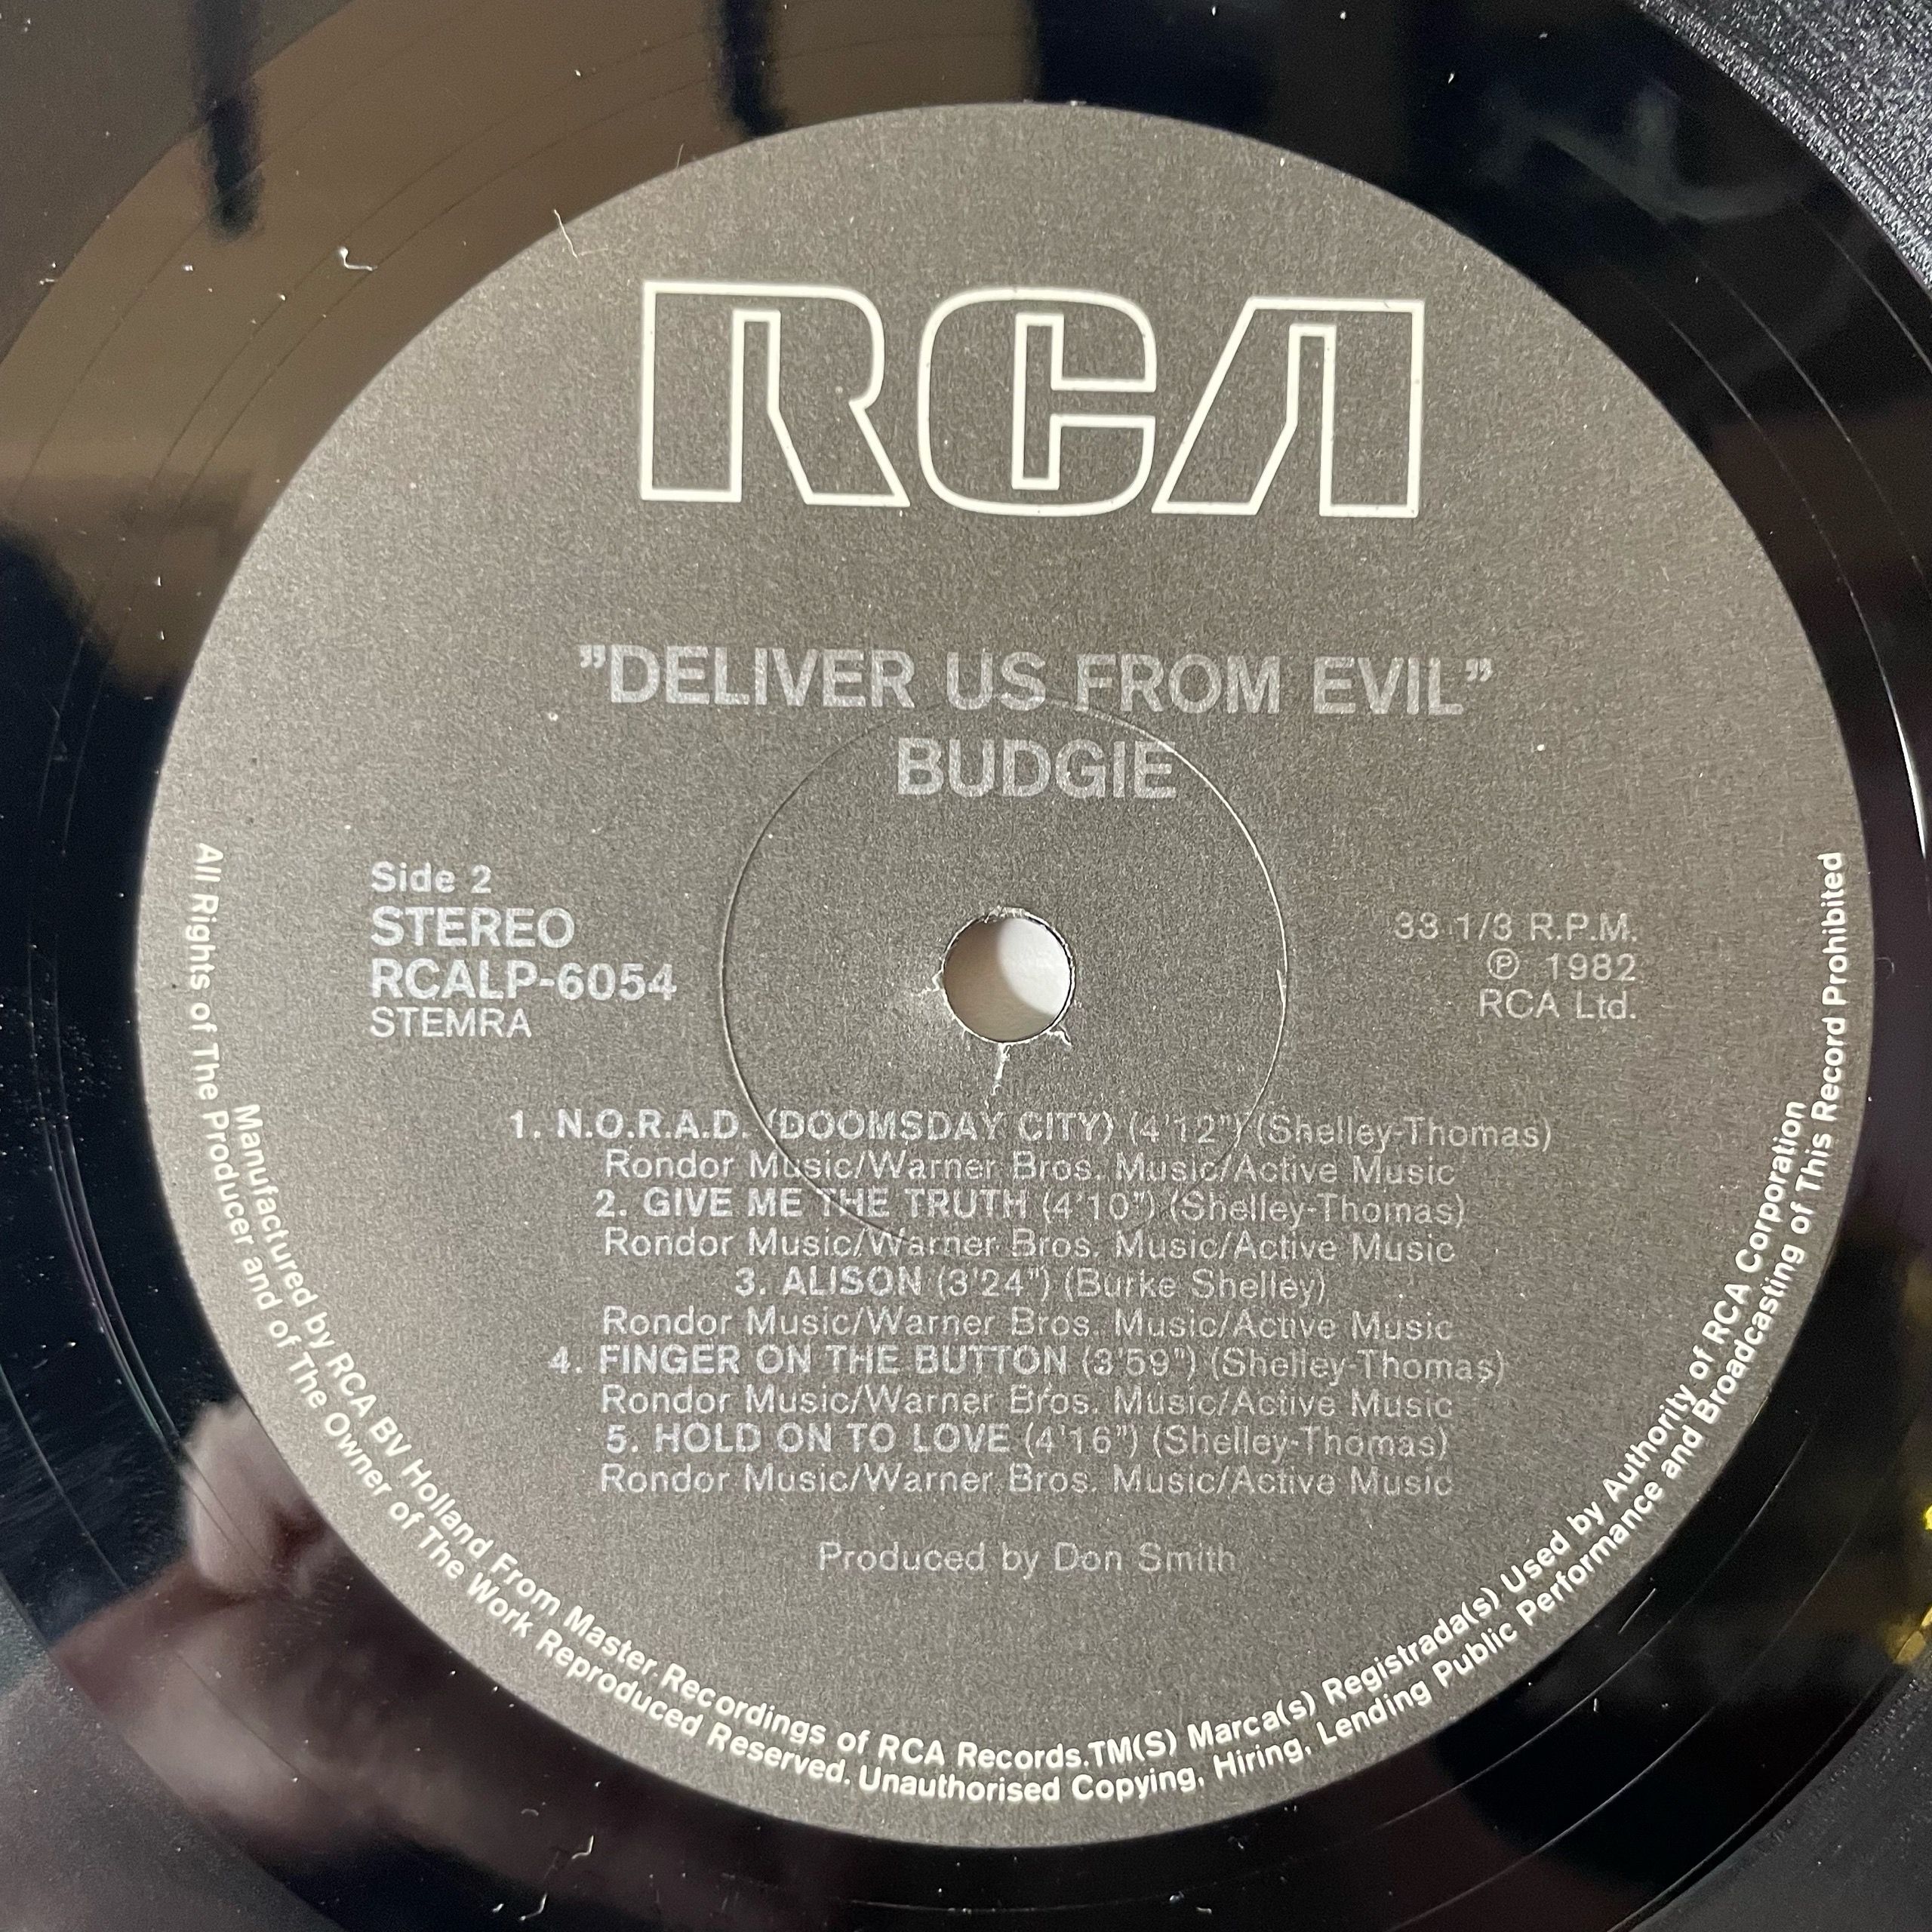 RCA
”DELIVER US FROM EVIL”
BUDGIE
Side 2
STEREO
RCALP-6054
STEMRA
33 1/3 R.P.M.
Ⓟ 1982
RCA Ltd.
1. N.O.R.A.D. (DOOMSDAY CITY) (4'12") (Shelley-Thomas)
Rondor Music/Warner Bros. Music/Active Music
2. GIVE ME THE TRUTH (4'10") (Shelley-Thomas)
Rondor Music/Warner Bros. Music/Active Music
3. ALISON (3'24") (Burke Shelley)
Rondor Music/Warner Bros. Music/Active Music
4. FINGER ON THE BUTTON (3'59") (Shelley-Thomas)
Rondor Music/Warner Bros. Music/Active Music
5. HOLD ON TO LOVE (4'16") (Shelley-Thomas)
Rondor Music/Warner Bros. Music/Active Music
Produced by Don Smith
Manufactured by RCA BV Holland From Master Recordings of RCA Records.TM(S) Marca(s) Registrada(s) Used by Authority of RCA Corporation
All Rights of The Producer and of The Owner of The Work Reproduced Reserved. Unauthorised Copying, Hiring, Lending Public Performance and Broadcasting of This Record Prohibited